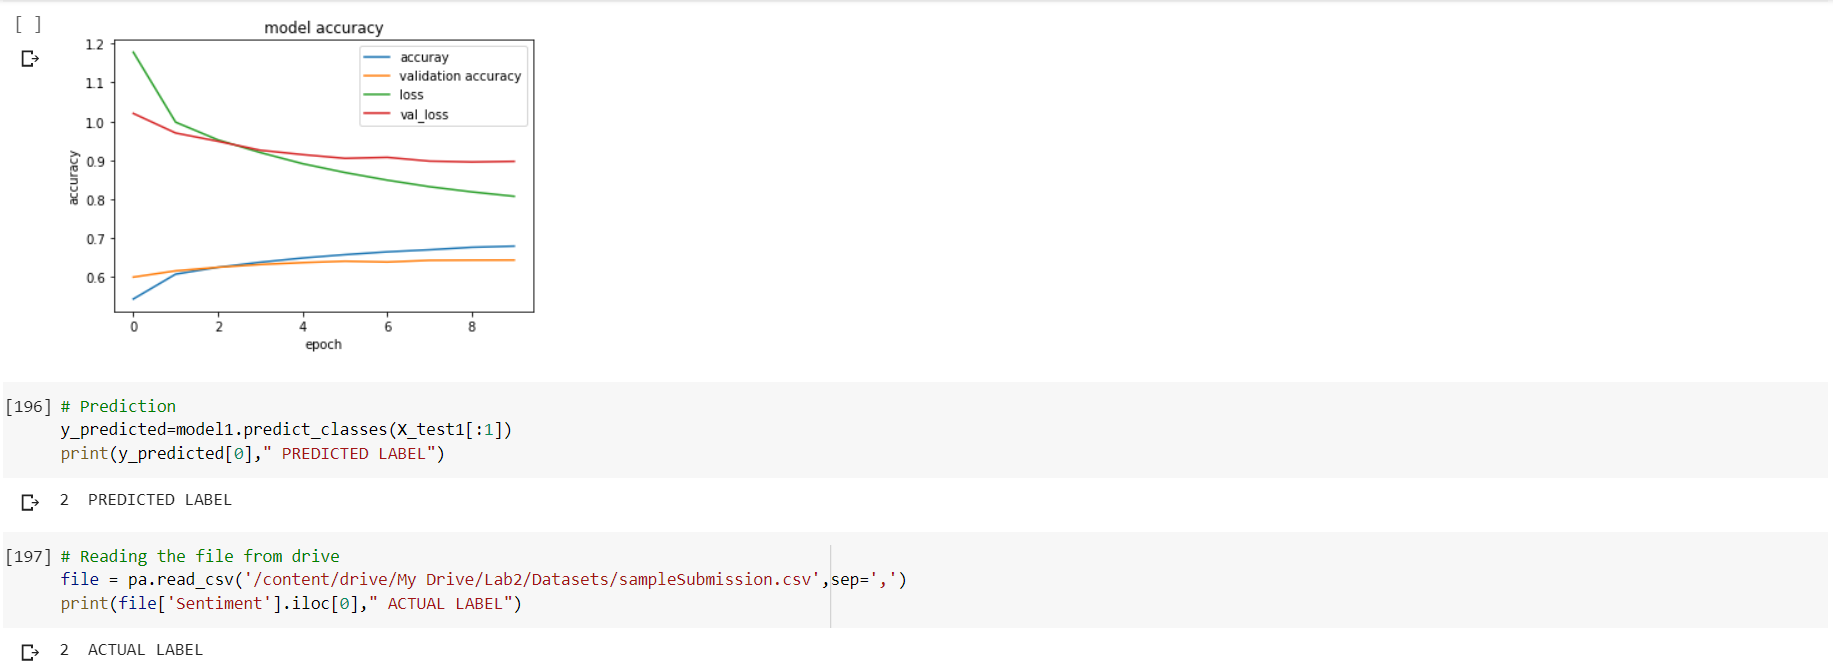 [ ]
model accuracy
1.2
1.1
1.0
0.9
0.8
0.7
0.6
accuracy
accuray
validation accuracy
loss
val_loss
0 2 4 6 8
epoch
[196] # Prediction
y_predicted=model1.predict_classes(X_test1[:1])
print(y_predicted[0]," PREDICTED LABEL")
2  PREDICTED LABEL
[197] # Reading the file from drive
file = pa.read_csv('/content/drive/My Drive/Lab2/Datasets/sampleSubmission.csv',sep=',')
print(file['Sentiment'].iloc[0]," ACTUAL LABEL")
2  ACTUAL LABEL